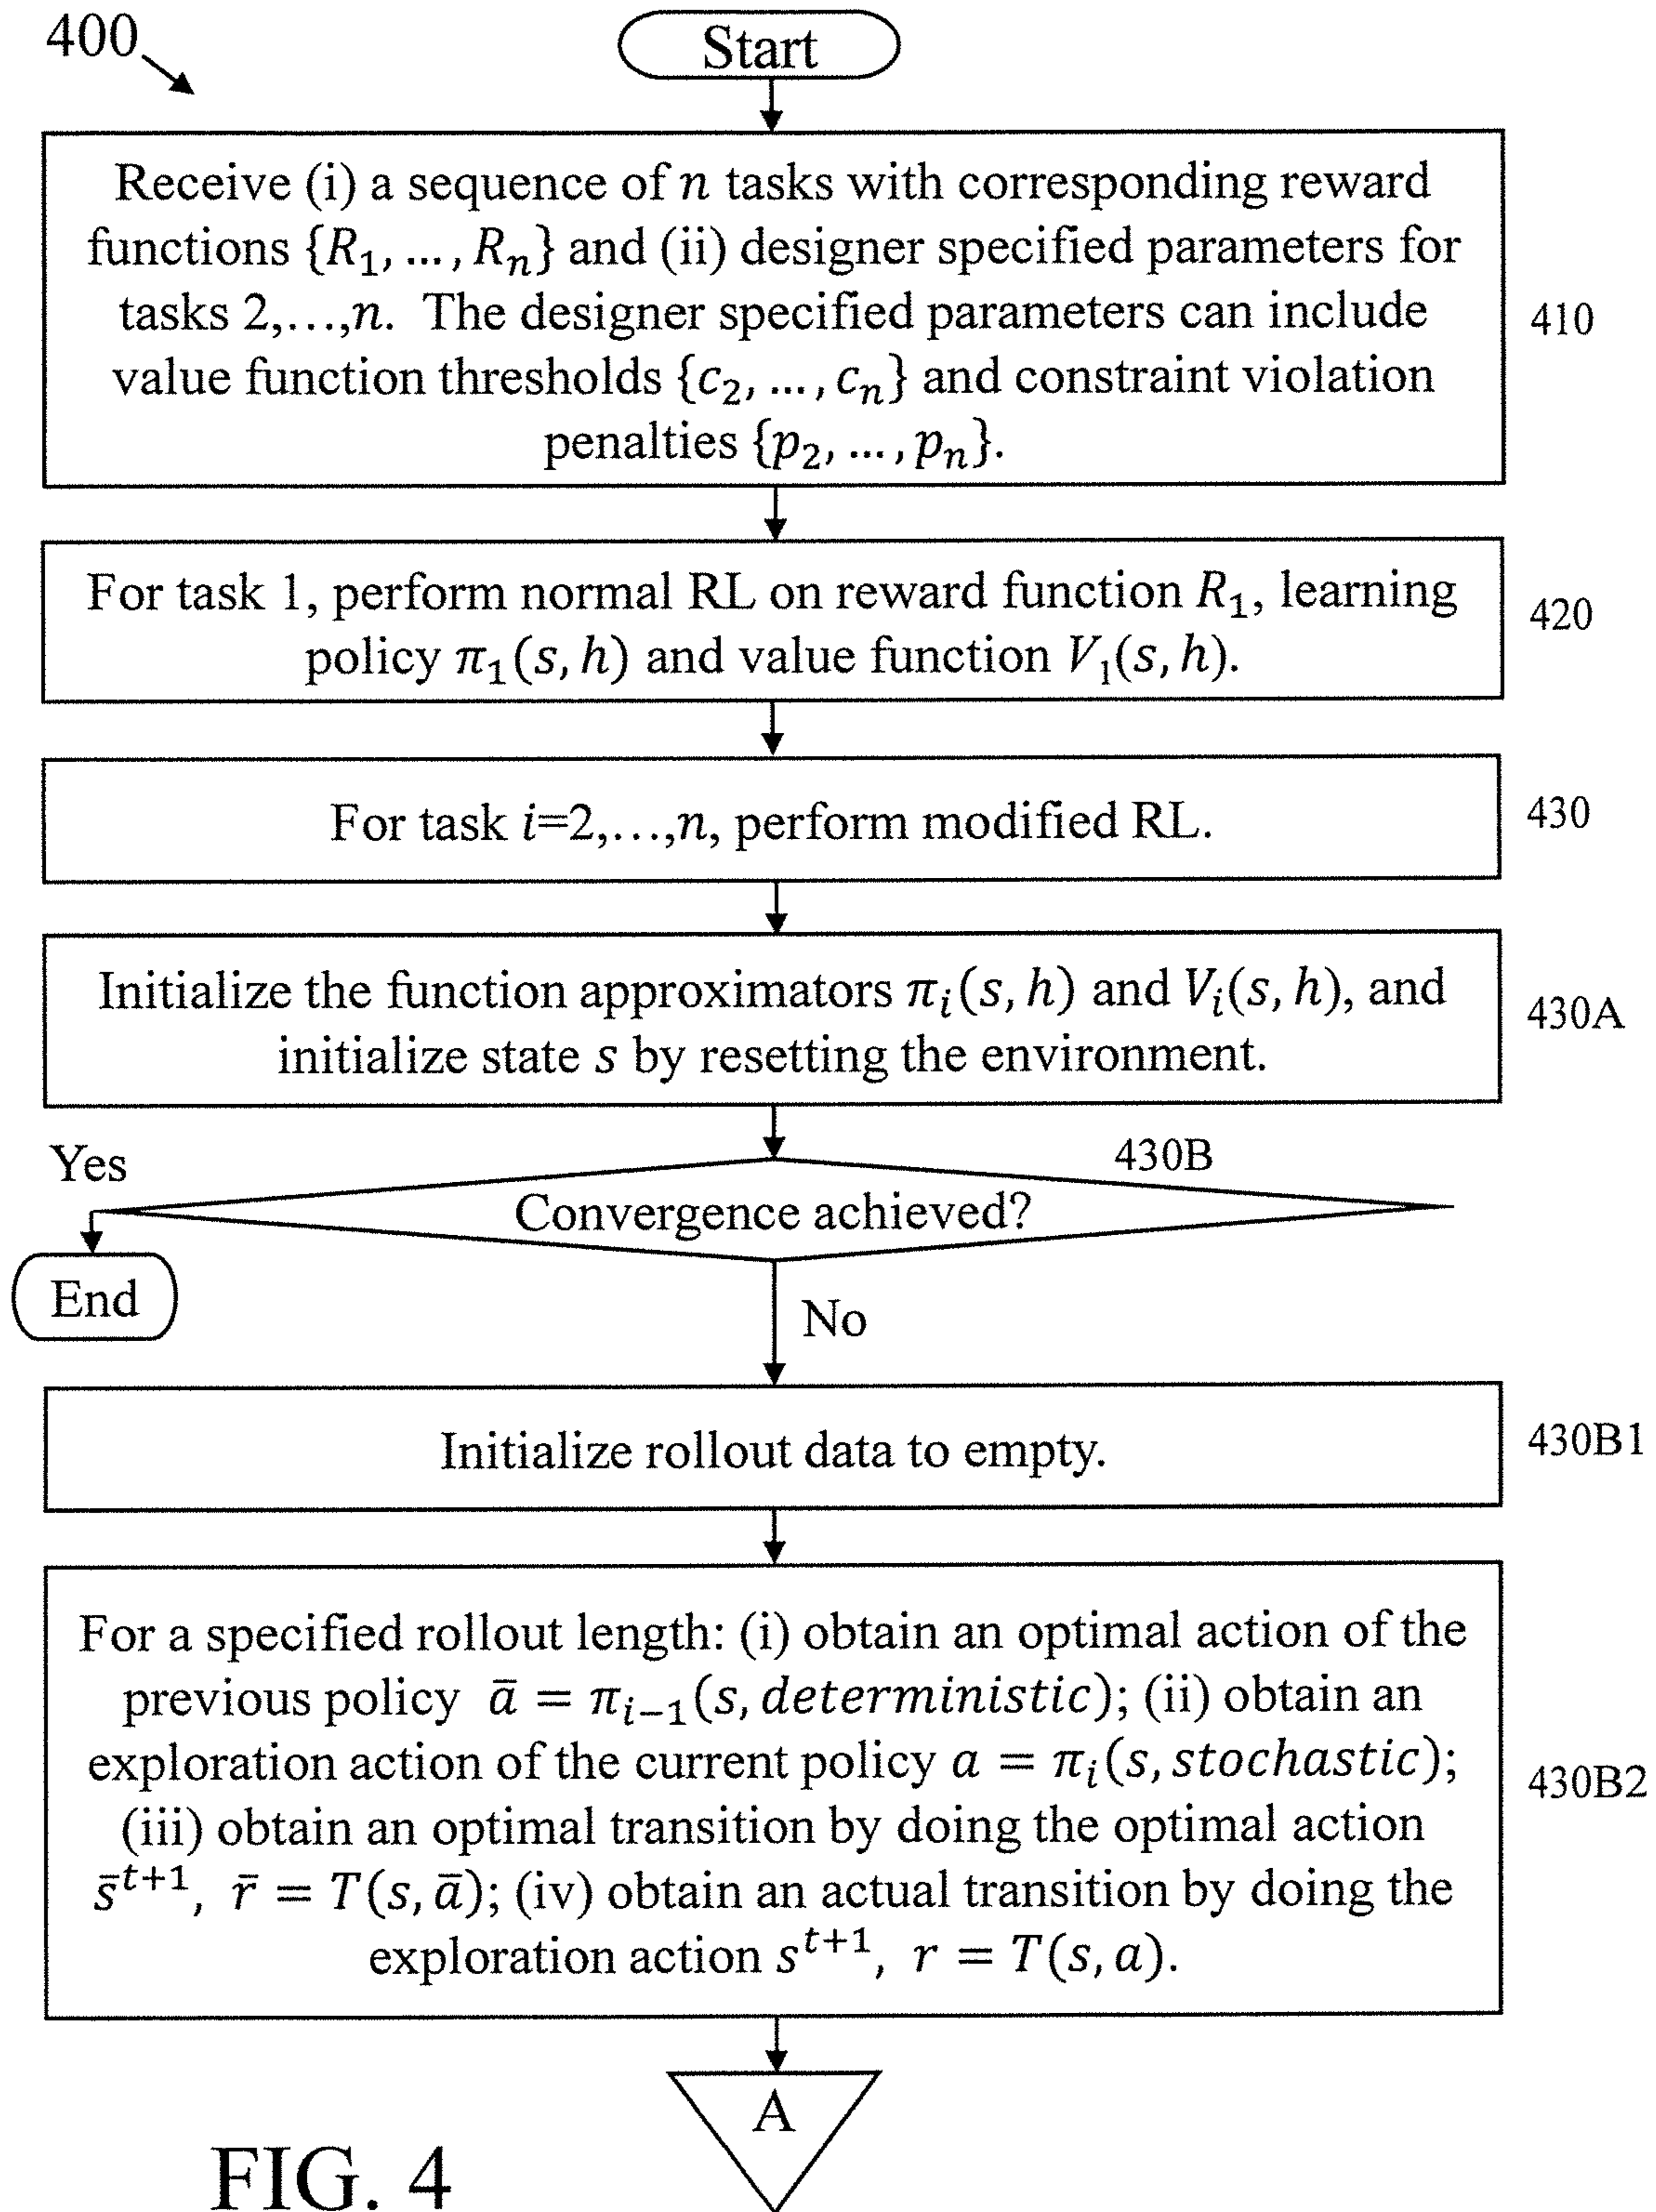 400
Start
Receive (i) a sequence of n tasks with corresponding reward
functions {R₁, ..., Rₙ} and (ii) designer specified parameters for
tasks 2,...,n. The designer specified parameters can include
value function thresholds {c₂, ..., cₙ} and constraint violation
penalties {p₂, ..., pₙ}.
410
For task 1, perform normal RL on reward function R₁, learning
policy π₁(s, h) and value function V₁(s, h).
420
For task i=2,...,n, perform modified RL.
430
Initialize the function approximators πᵢ(s, h) and Vᵢ(s, h), and
initialize state s by resetting the environment.
430A
Yes
430B
Convergence achieved?
End
No
Initialize rollout data to empty.
430B1
For a specified rollout length: (i) obtain an optimal action of the
previous policy ā = πᵢ₋₁(s, deterministic); (ii) obtain an
exploration action of the current policy a = πᵢ(s, stochastic);
(iii) obtain an optimal transition by doing the optimal action
s̄ᵗ⁺¹, r̄ = T(s, ā); (iv) obtain an actual transition by doing the
exploration action sᵗ⁺¹, r = T(s, a).
430B2
A
FIG. 4